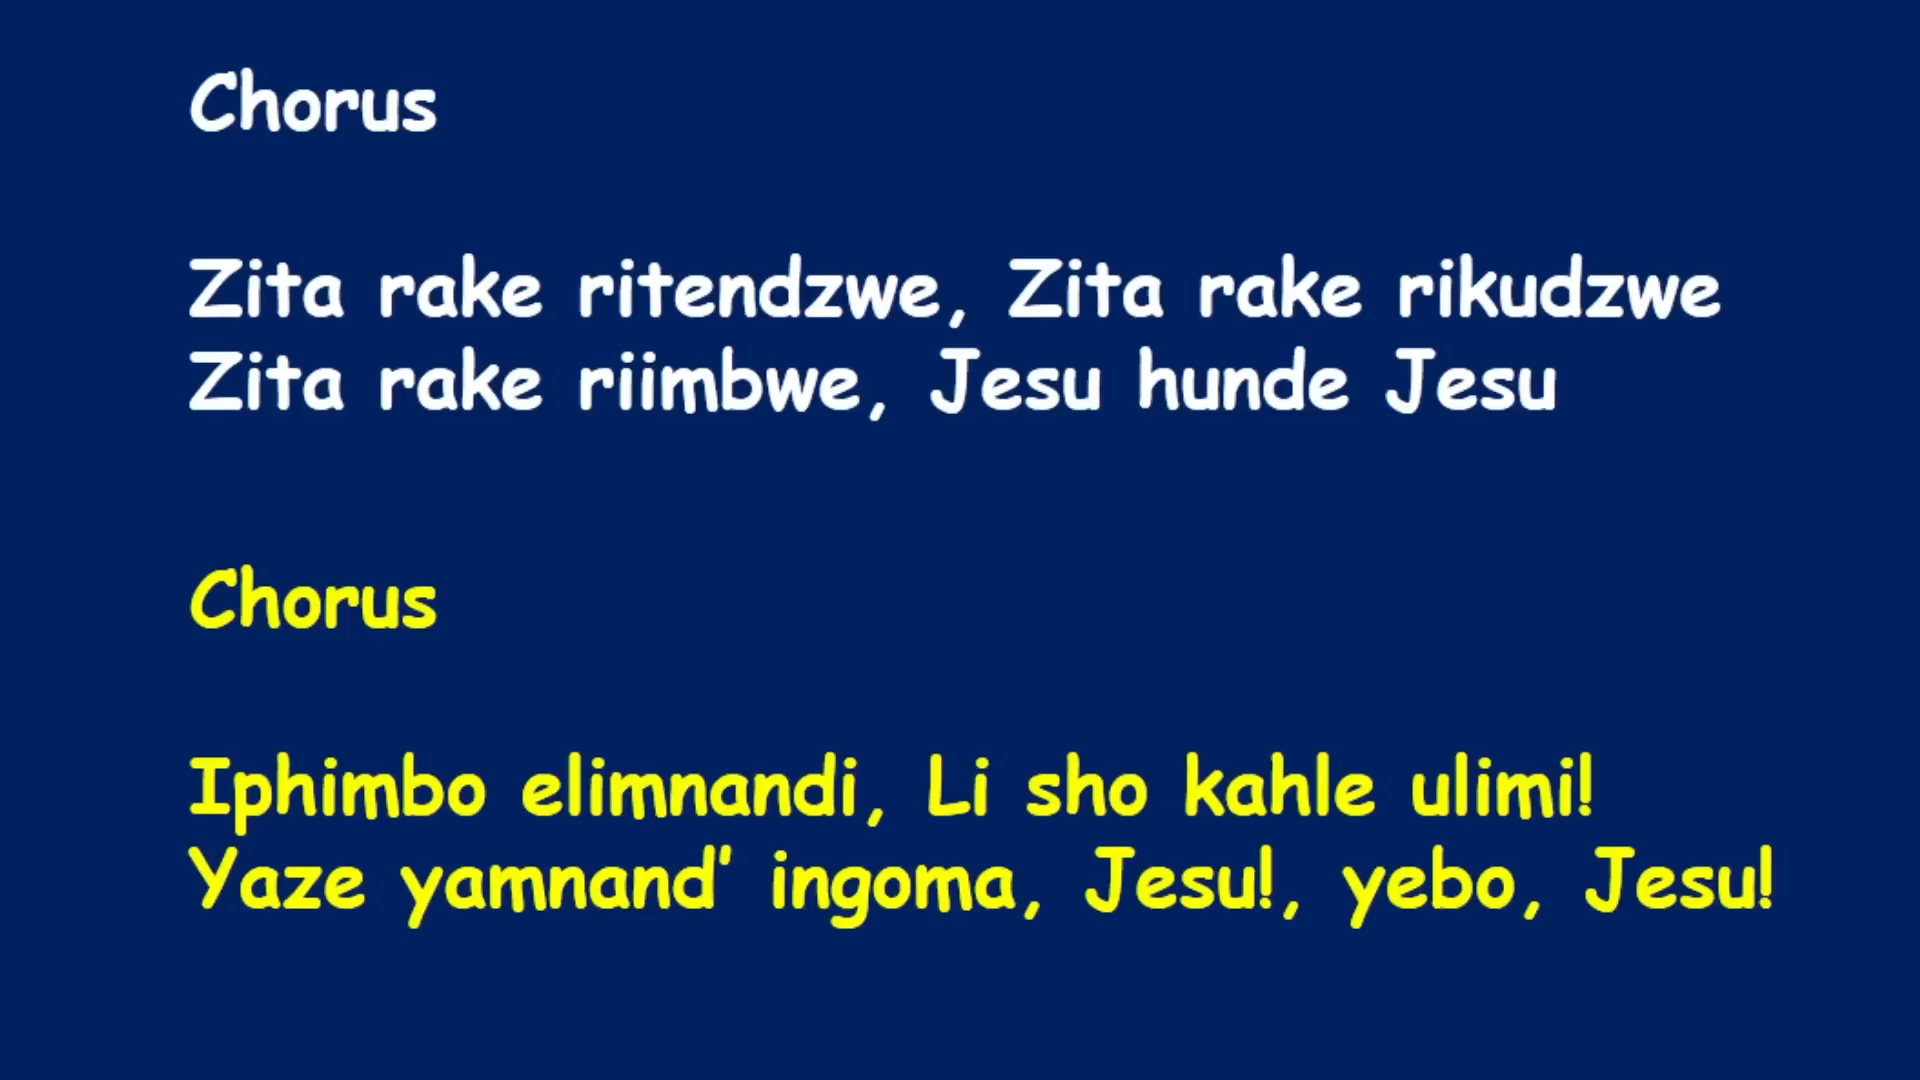 Chorus
Zita rake ritendzwe, Zita rake rikudzwe
Zita rake riimbwe, Jesu hunde Jesu
Chorus
Iphimbo elimnandi, Li sho kahle ulimi!
Yaze yamnand' ingoma, Jesu!, yebo, Jesu!